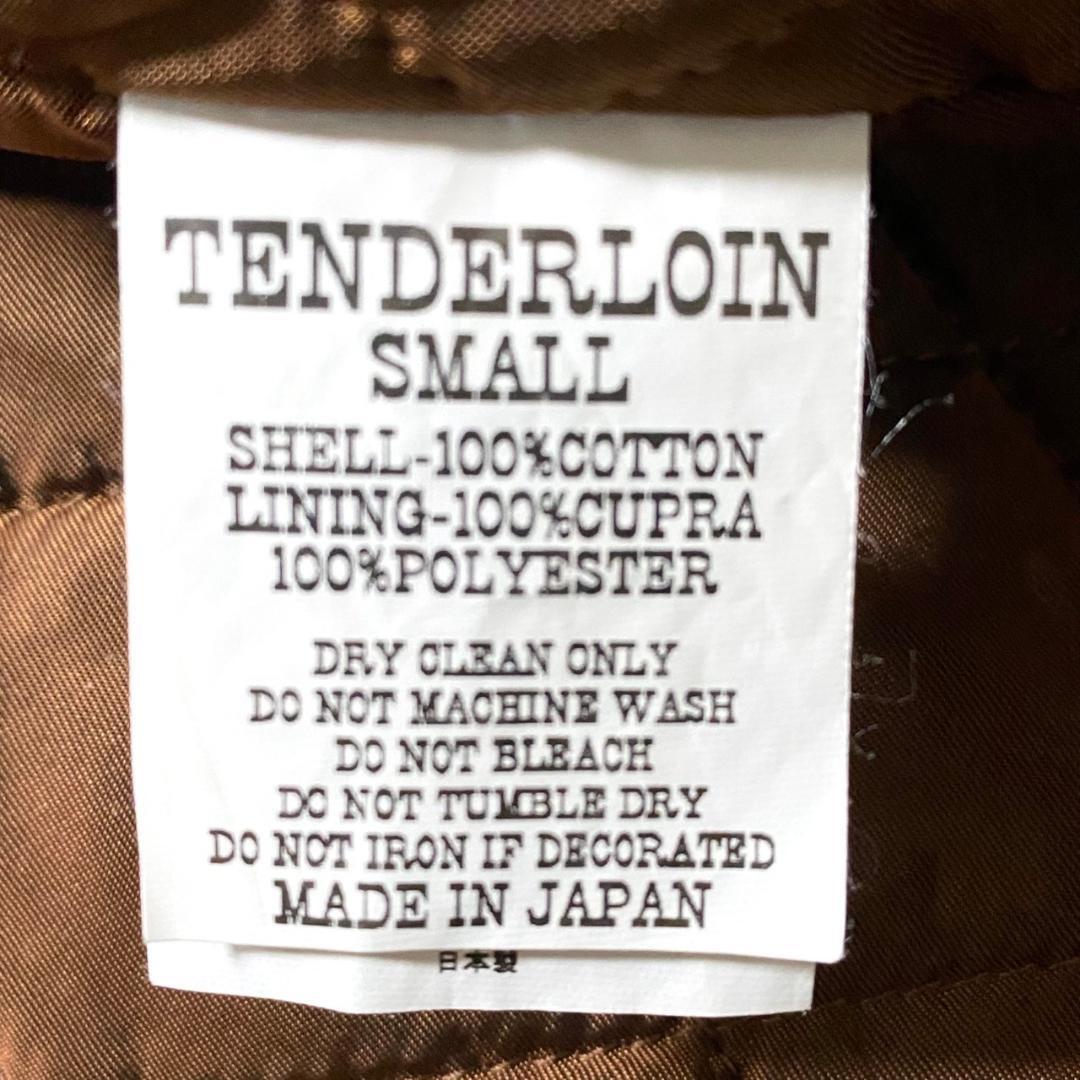 TENDERLOIN
SMALL
SHELL-100%COTTON
LINING-100%CUPRA
100%POLYESTER
DRY CLEAN ONLY
DO NOT MACHINE WASH
DO NOT BLEACH
DO NOT TUMBLE DRY
DO NOT IRON IF DECORATED
MADE IN JAPAN
日本製